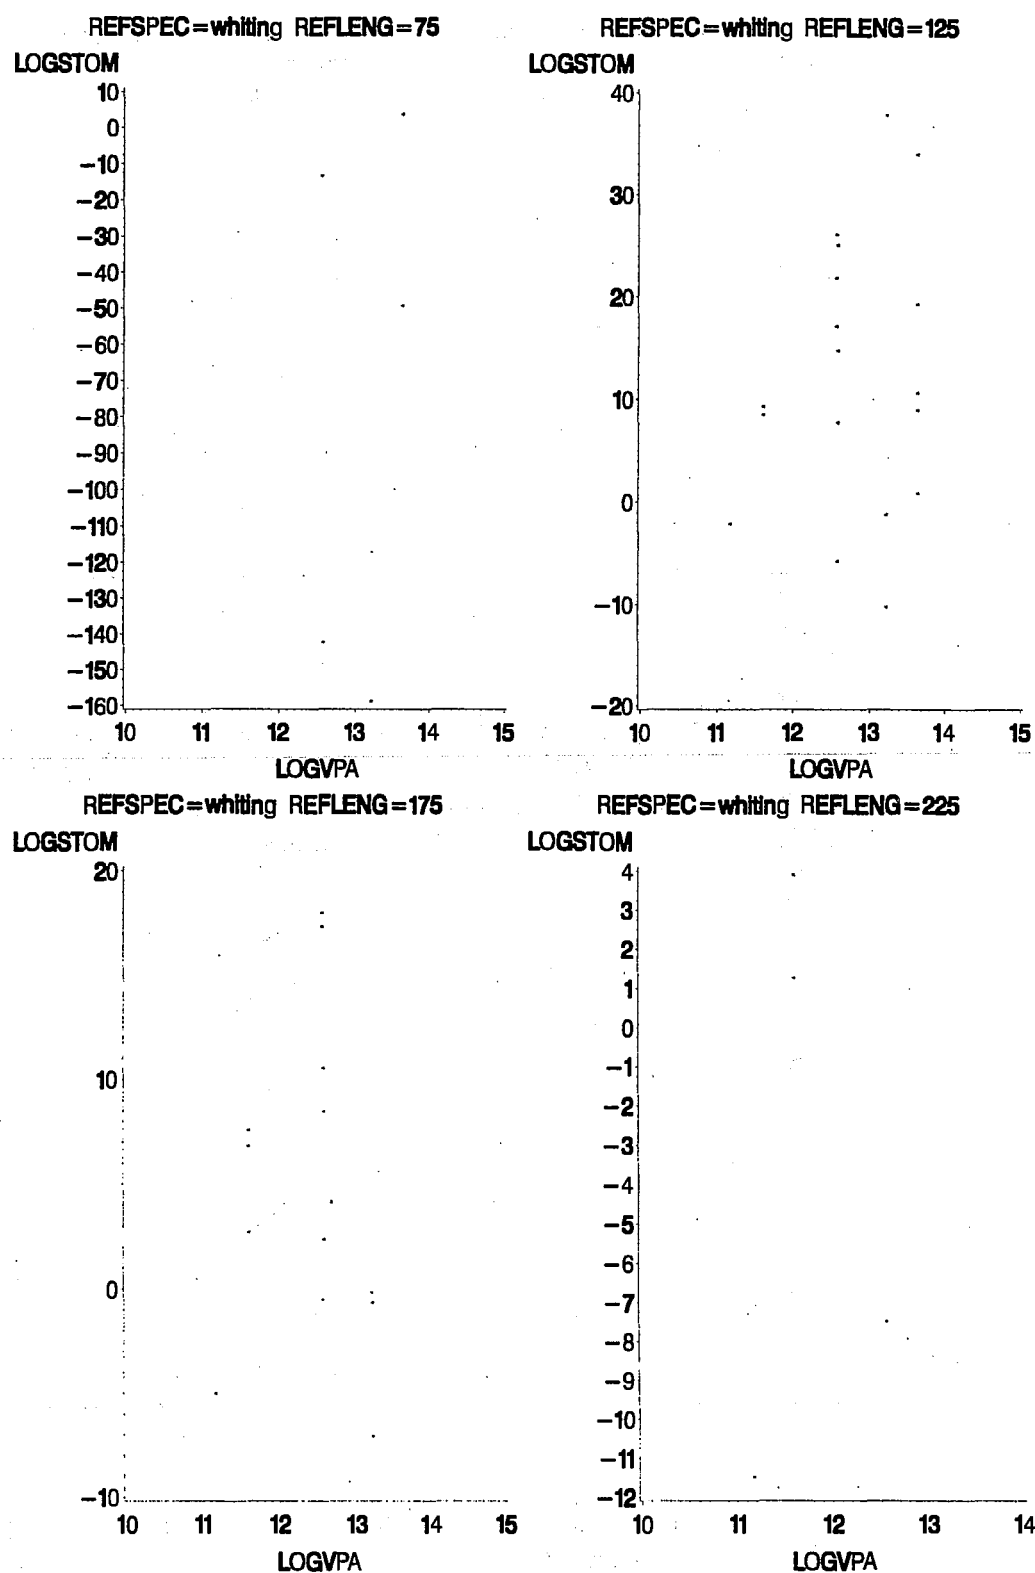 REFSPEC=whiting REFLENG=75
LOGSTOM
10
0
−10
−20
−30
−40
−50
−60
−70
−80
−90
−100
−110
−120
−130
−140
−150
−160
10 11 12 13 14 15
LOGVPA
REFSPEC=whiting REFLENG=125
LOGSTOM
40
30
20
10
0
−10
−20
10 11 12 13 14 15
LOGVPA
REFSPEC=whiting REFLENG=175
LOGSTOM
20
10
0
−10
10 11 12 13 14 15
LOGVPA
REFSPEC=whiting REFLENG=225
LOGSTOM
4
3
2
1
0
−1
−2
−3
−4
−5
−6
−7
−8
−9
−10
−11
−12
10 11 12 13 14
LOGVPA